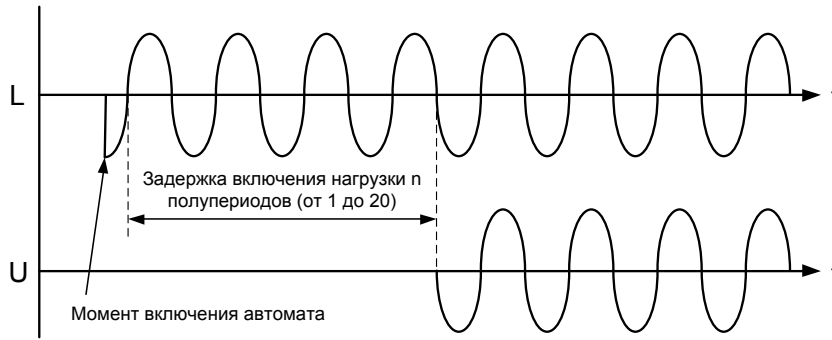 L
Задержка включения нагрузки n
полупериодов (от 1 до 20)
U
Момент включения автомата